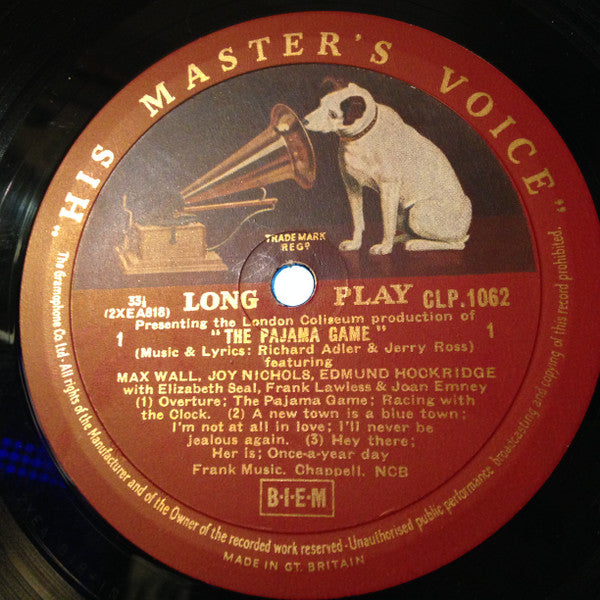 "HIS MASTER'S VOICE"
TRADE MARK
REGD
33⅓
(2XEA818)
LONG PLAY CLP.1062
Presenting the London Coliseum production of
1 "THE PAJAMA GAME" 1
(Music & Lyrics: Richard Adler & Jerry Ross)
featuring
MAX WALL, JOY NICHOLS, EDMUND HOCKRIDGE
with Elizabeth Seal, Frank Lawless & Joan Emney
(1) Overture; The Pajama Game; Racing with
the Clock. (2) A new town is a blue town;
I'm not at all in love; I'll never be
jealous again. (3) Hey there;
Her is; Once-a-year day
Frank Music. Chappell. NCB
B·I·E·M
The Gramophone Co. Ltd · All rights of the Manufacturer and of the Owner of the recorded work reserved · Unauthorised public performance broadcasting and copying of this record prohibited.
MADE IN GT. BRITAIN